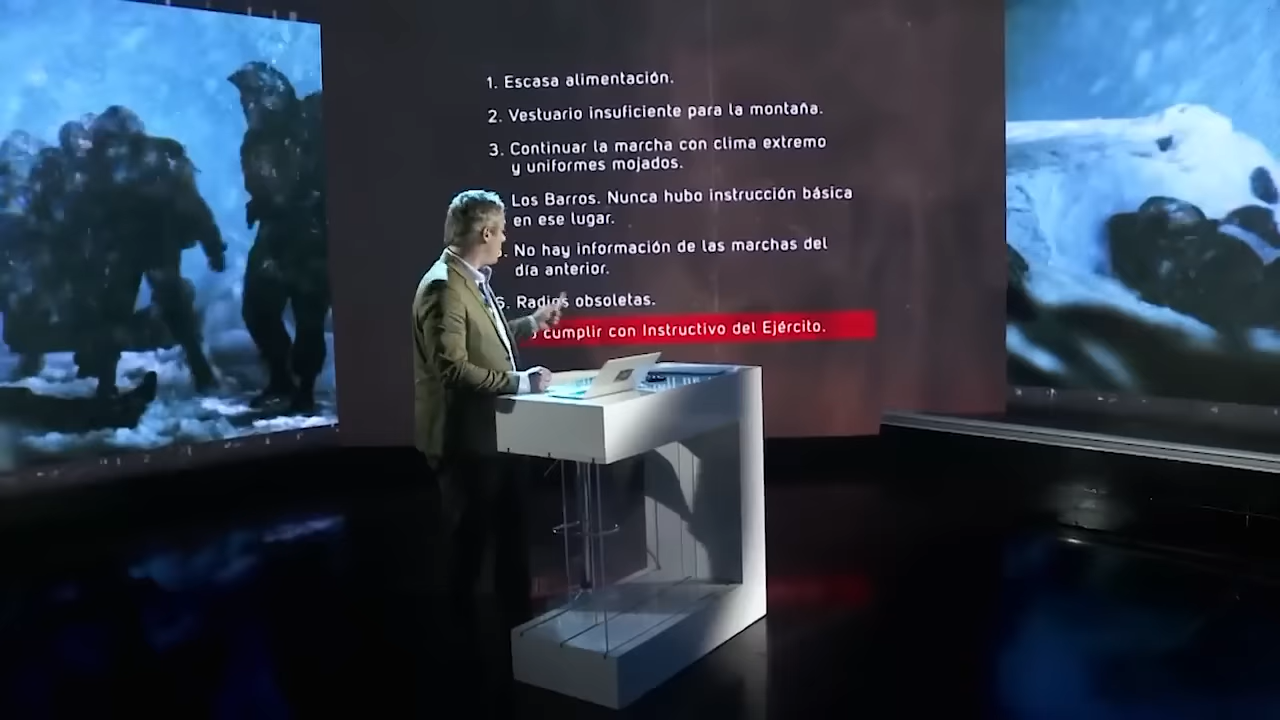 1. Escasa alimentación.
2. Vestuario insuficiente para la montaña.
3. Continuar la marcha con clima extremo
y uniformes mojados.
Los Barros. Nunca hubo instrucción básica
en ese lugar.
. No hay información de las marchas del
día anterior.
6. Radios obsoletas.
cumplir con Instructivo del Ejército.